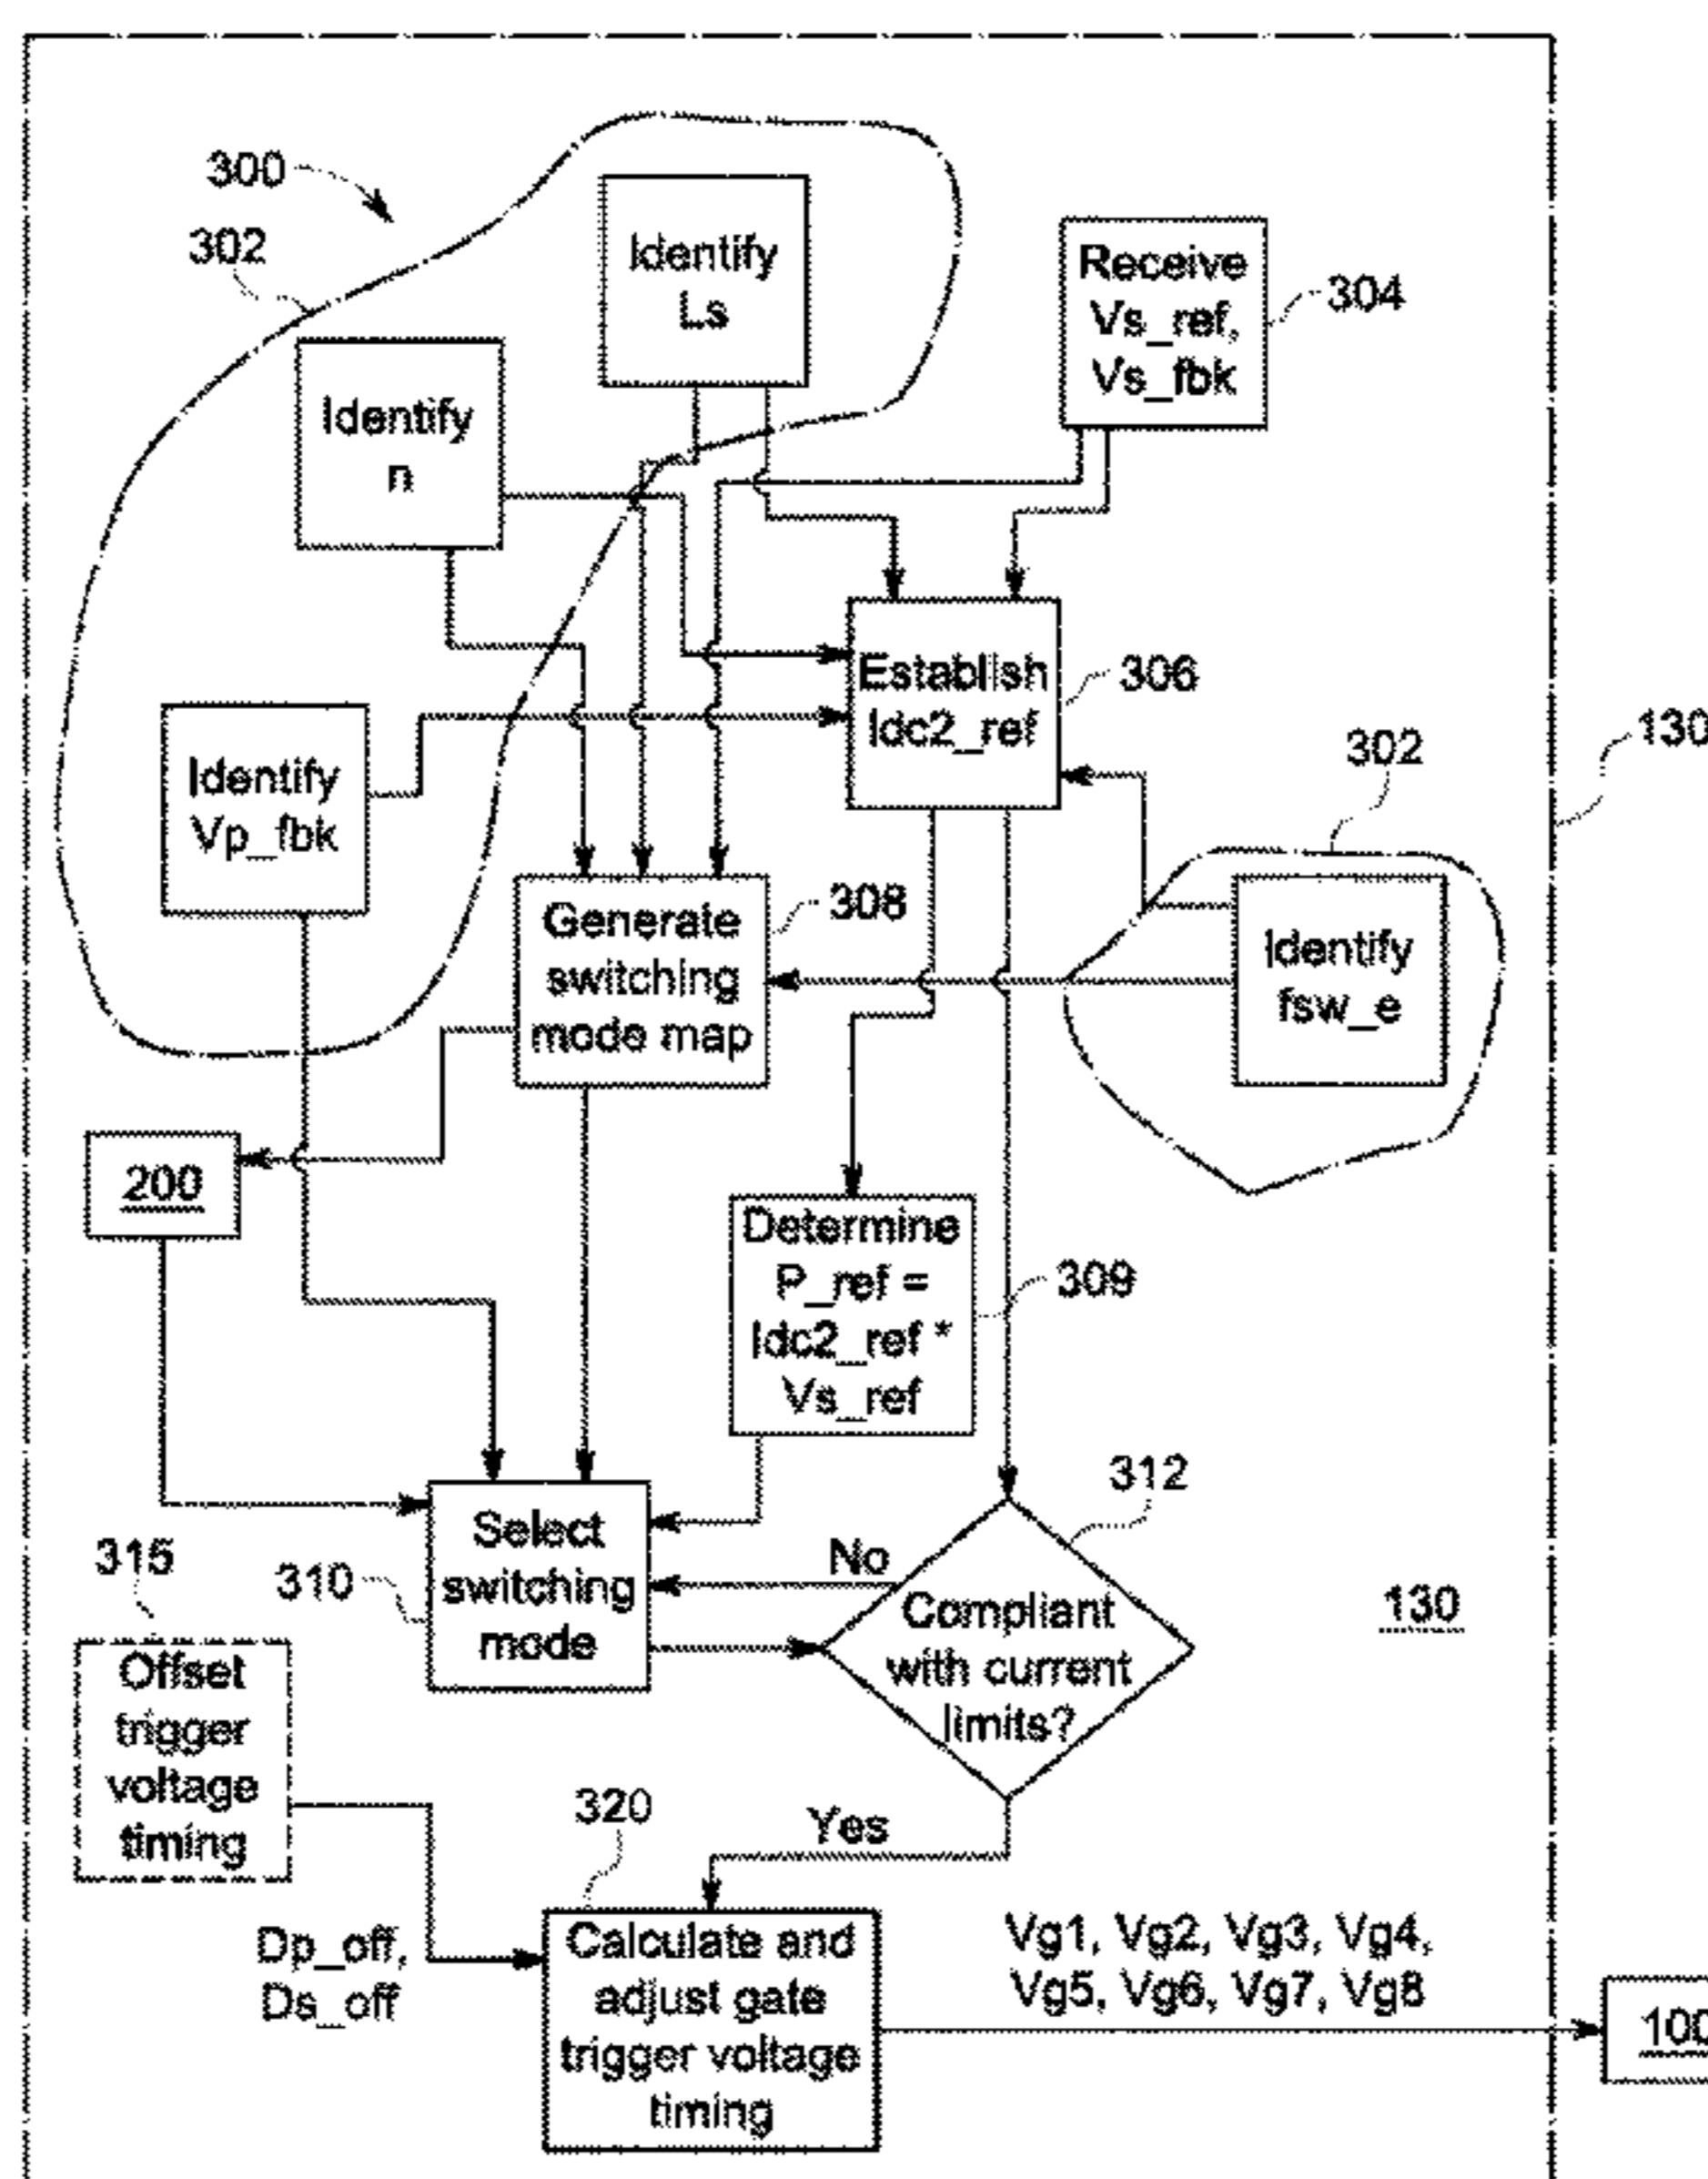 300
302
Identify
Ls
Receive
Vs_ref,
Vs_fbk
304
Identify
n
Establish
Idc2_ref
306
130
302
Identify
Vp_fbk
Generate
switching
mode map
308
Identify
fsw_e
200
Determine
P_ref =
Idc2_ref *
Vs_ref
309
312
315
310
Select
switching
mode
No
Compliant
with current
limits?
130
Offset
trigger
voltage
timing
320
Yes
Dp_off,
Ds_off
Calculate and
adjust gate
trigger voltage
timing
Vg1, Vg2, Vg3, Vg4,
Vg5, Vg6, Vg7, Vg8
100